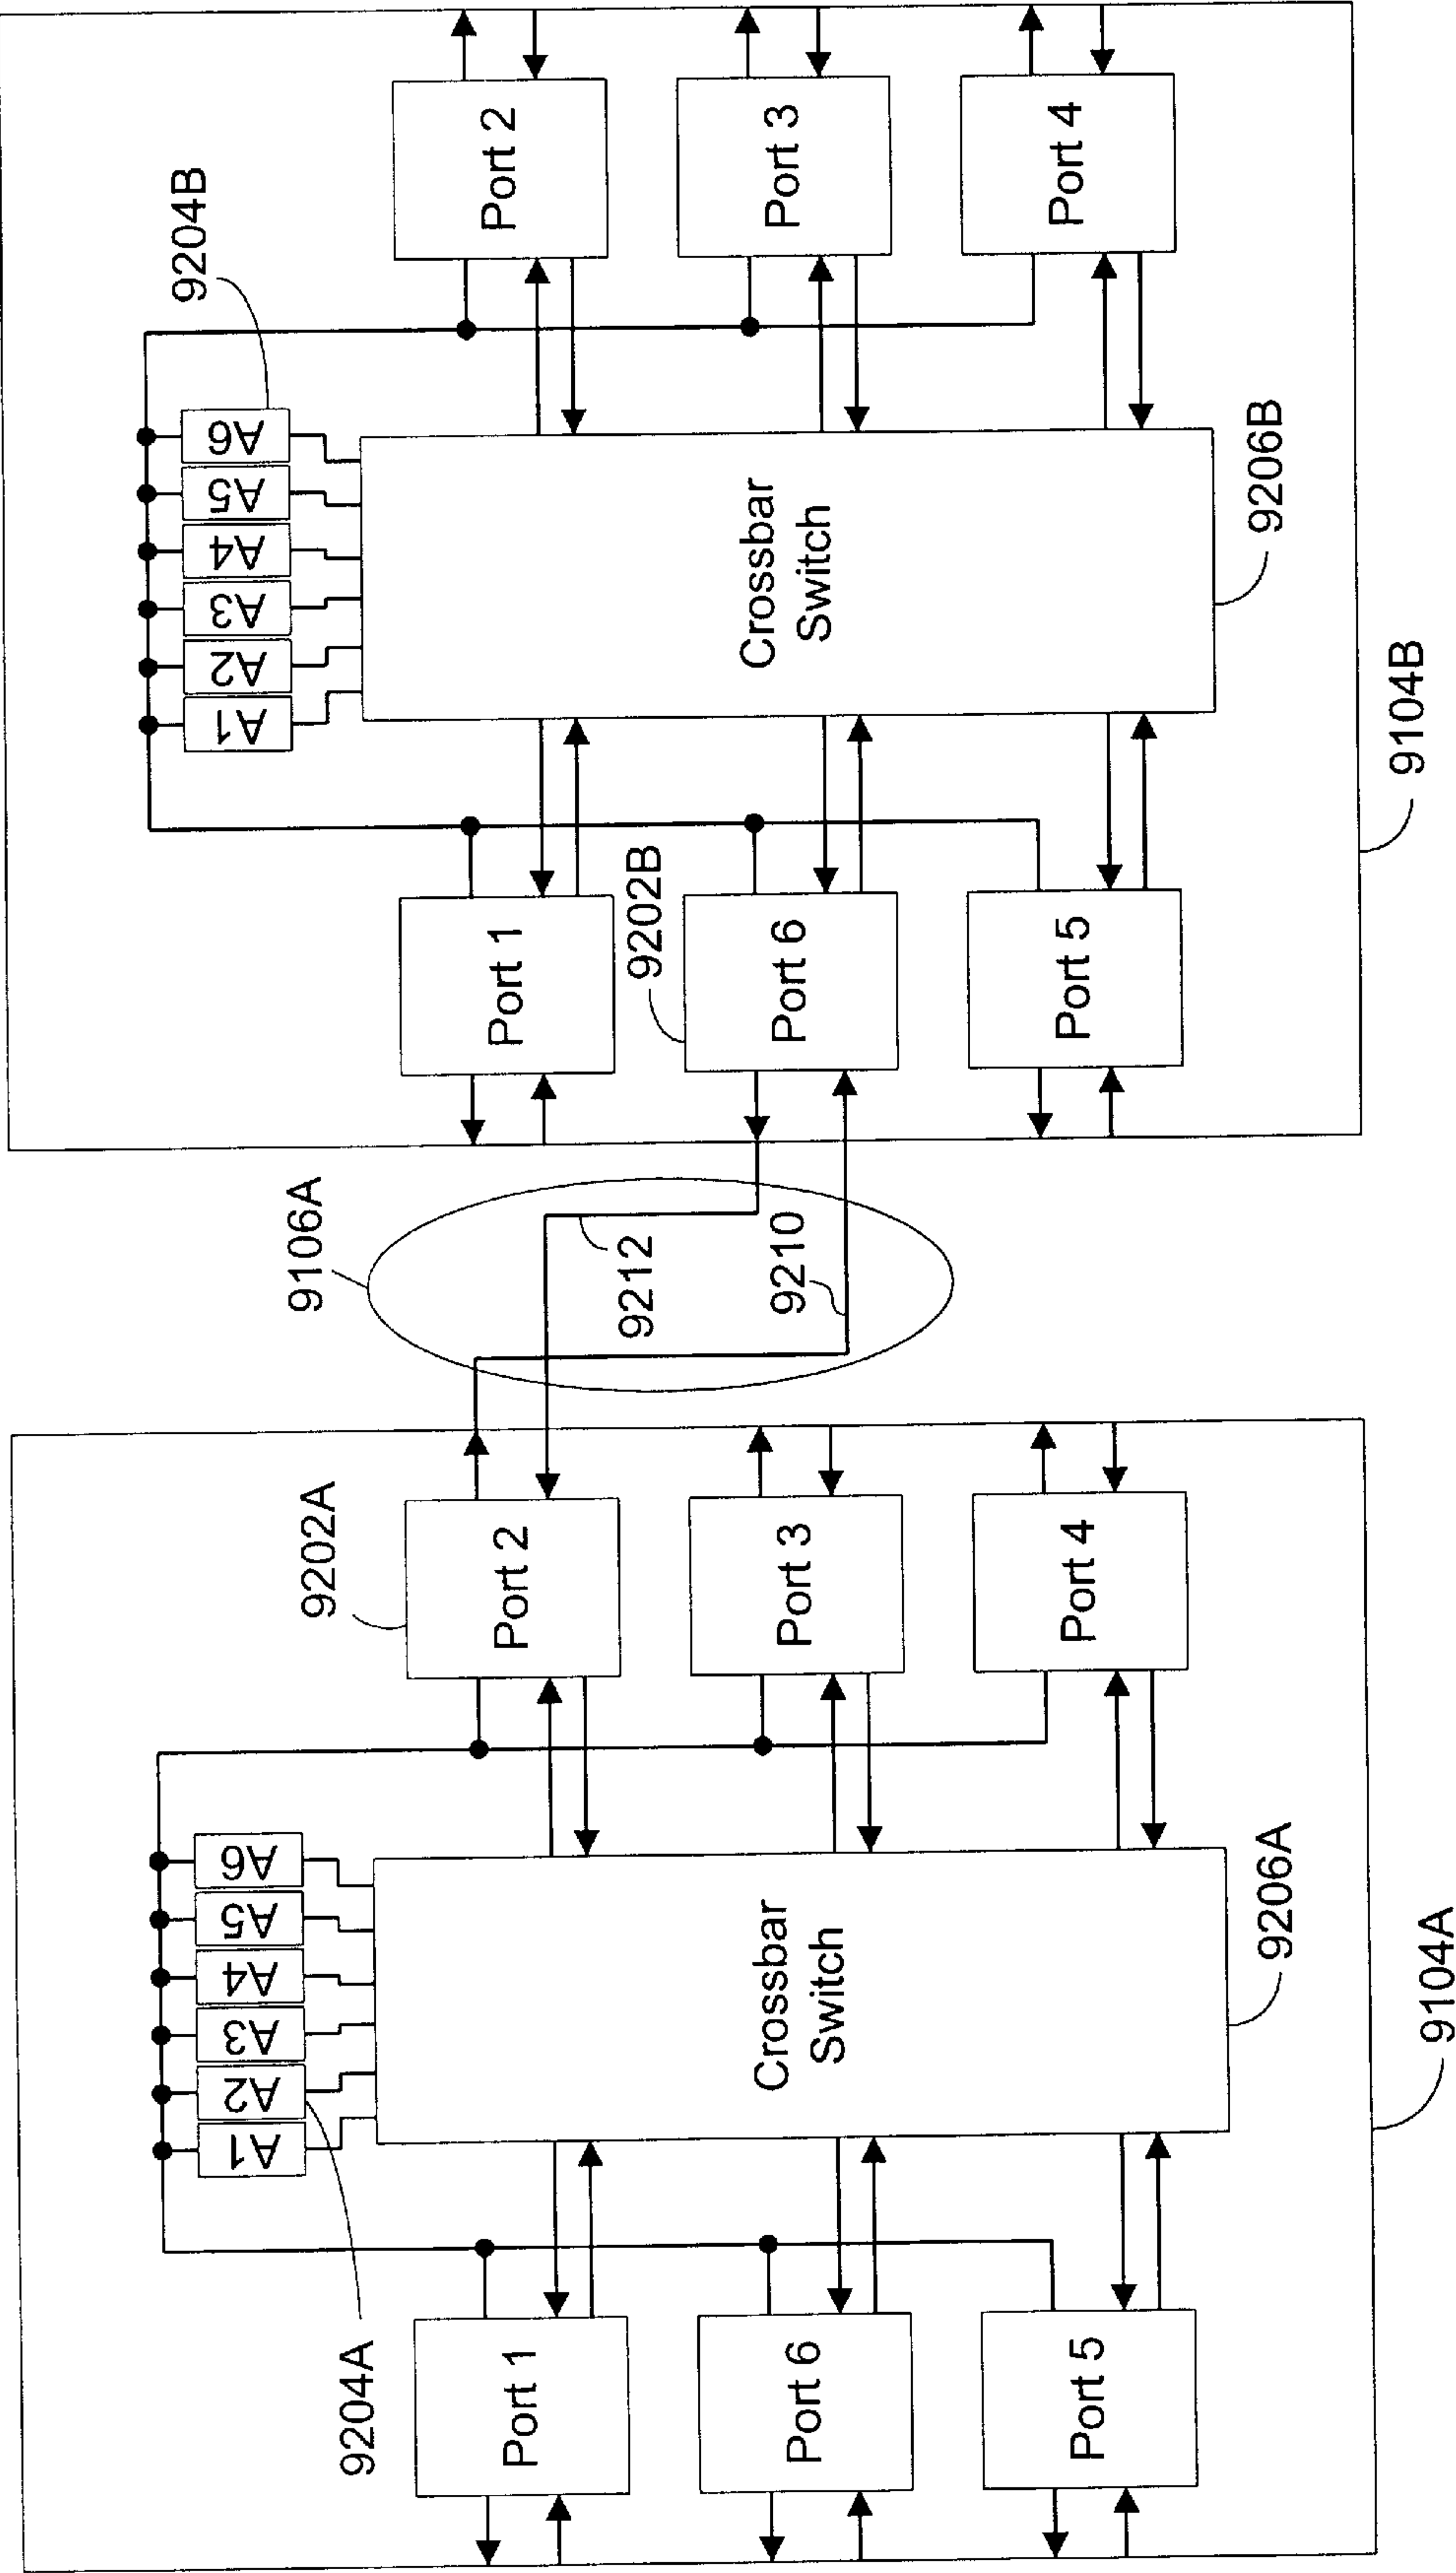 9104A
9204A
A1
A2
A3
A4
A5
A6
9202A
Port 1
Port 2
Crossbar
Switch
Port 6
Port 3
Port 5
Port 4
9206A
9106A
9212
9210
9104B
9204B
A1
A2
A3
A4
A5
A6
Port 1
Port 2
9202B
Crossbar
Switch
Port 6
Port 3
Port 5
Port 4
9206B